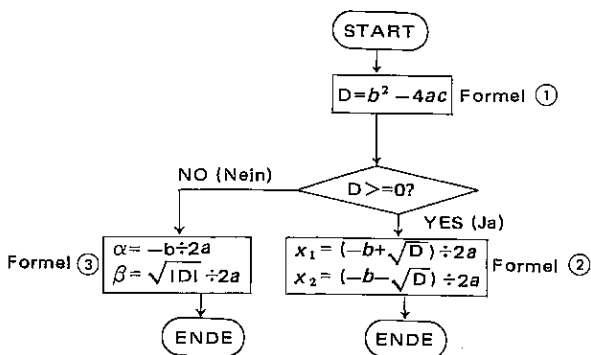 START
D=b² − 4ac Formel ①
NO (Nein)
D>=0?
YES (Ja)
Formel ③
α= −b÷2a
β= √|D| ÷2a
x₁ = (−b+ √D ) ÷2a
x₂ = (−b− √D ) ÷2a
Formel ②
ENDE
ENDE